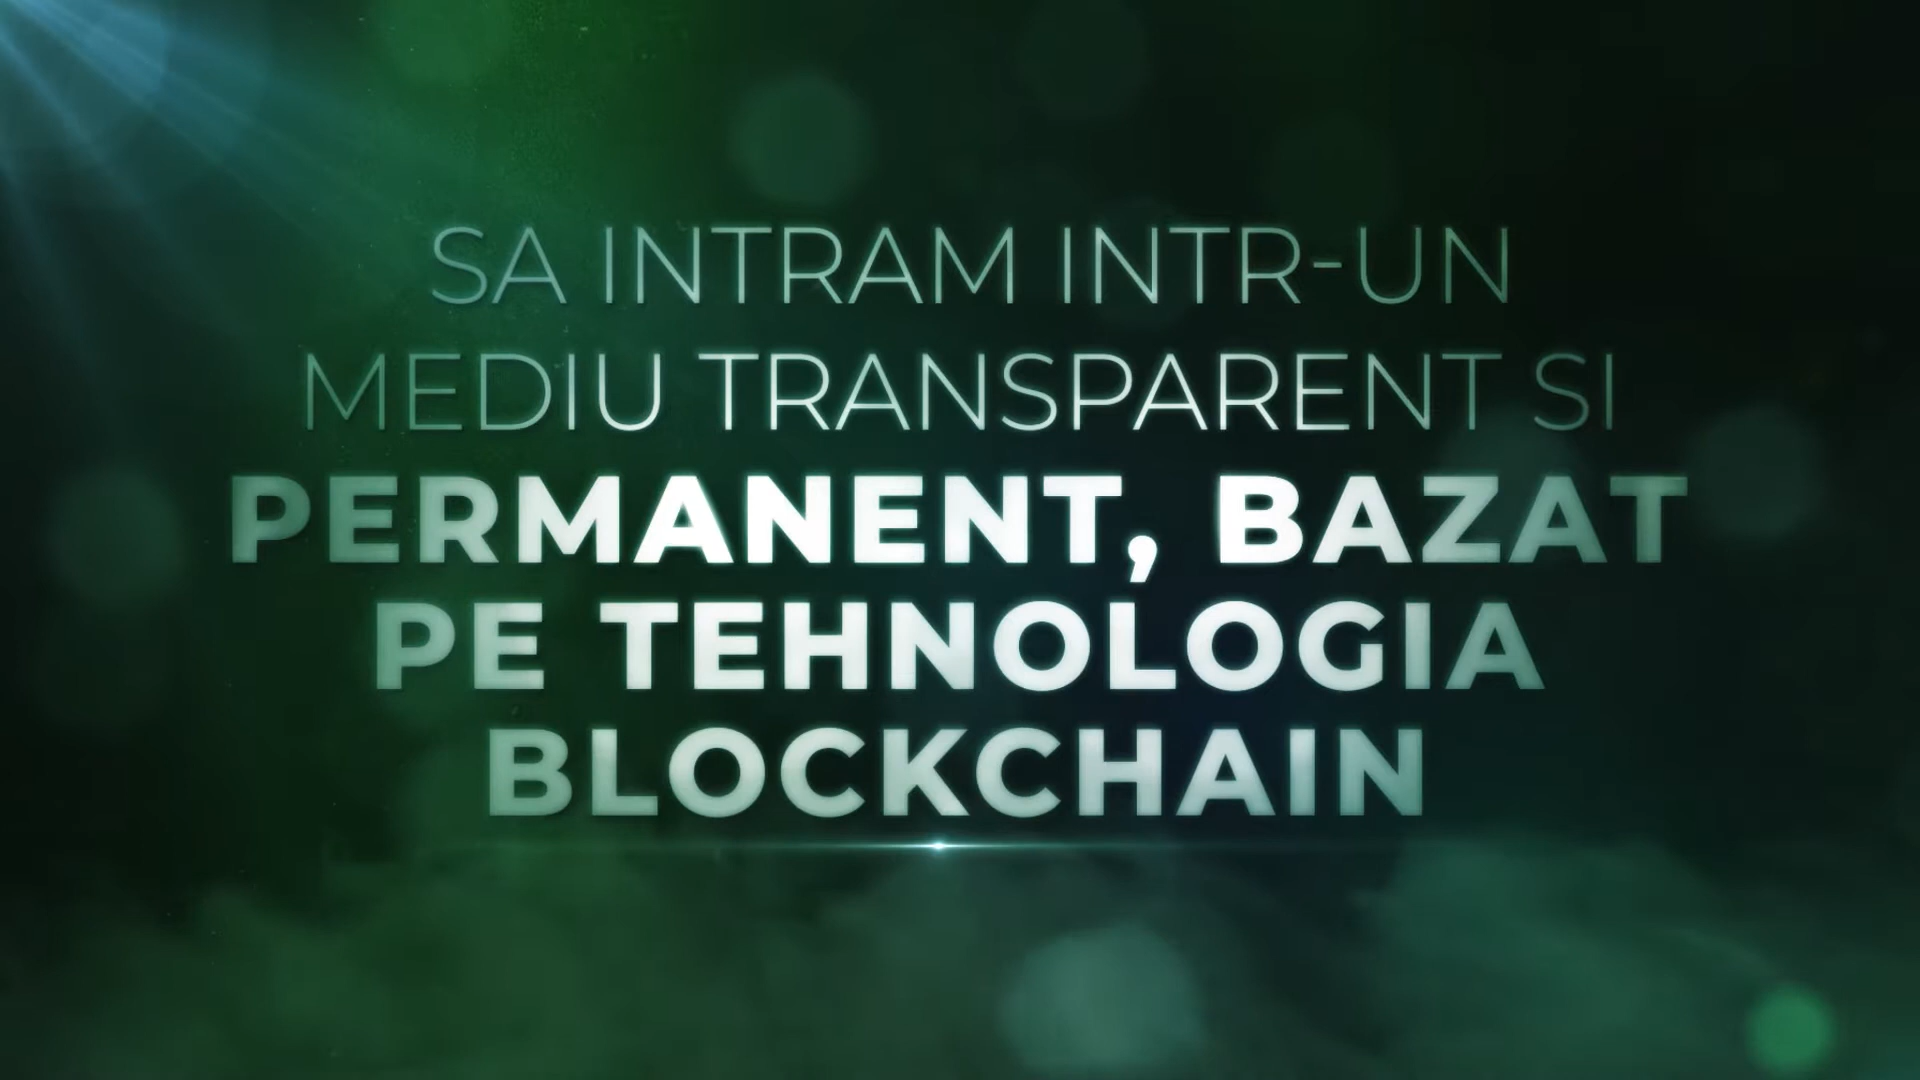 SA INTRAM INTR-UN
MEDIU TRANSPARENT SI
PERMANENT, BAZAT
PE TEHNOLOGIA
BLOCKCHAIN